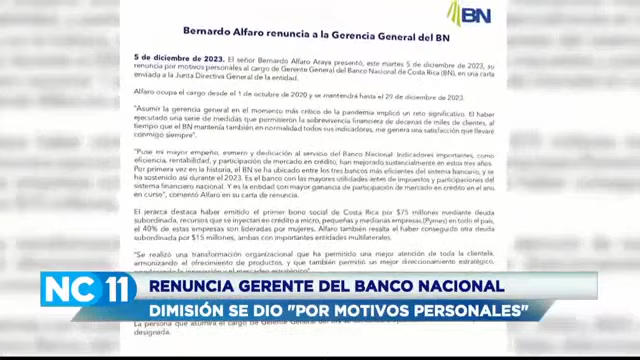 BN
Bernardo Alfaro renuncia a la Gerencia General del BN
5 de diciembre de 2023. El señor Bernardo Alfaro Araya presentó, este martes 5 de diciembre de 2023, su
renuncia por motivos personales al cargo de Gerente General del Banco Nacional de Costa Rica (BN), en una carta
enviada a la Junta Directiva General de la entidad.
Alfaro ocupa el cargo desde el 1 de octubre de 2020 y se mantendrá hasta el 29 de diciembre de 2023.
"Asumir la gerencia general en el momento más crítico de la pandemia implicó un reto significativo. El haber
ejecutado una serie de medidas que permitieron la sobrevivencia financiera de decenas de miles de clientes, al
tiempo que el BN mantenía también en normalidad todos sus indicadores, me genera una satisfacción que llevaré
conmigo siempre".
"Puse mi mayor empeño, esmero y dedicación al servicio del Banco Nacional. Indicadores importantes, como
eficiencia, rentabilidad, y participación de mercado en crédito, han mejorado sustancialmente en estos tres años.
Por primera vez en la historia, el BN se ha ubicado entre los tres bancos más eficientes del sistema bancario, y se
ha sostenido así durante el 2023. Es el banco con las mayores utilidades antes de impuestos y participaciones del
sistema financiero nacional. Y es la entidad con mayor ganancia de participación de mercado en crédito en el año
en curso", comentó Alfaro en su carta de renuncia.
El jerarca destaca haber emitido el primer bono social de Costa Rica por $75 millones mediante deuda
subordinada, recursos que se inyectan en crédito a micro, pequeñas y medianas empresas (Pymes) en todo el país,
el 40% de estas empresas son lideradas por mujeres. Alfaro también resalta el haber conseguido otra deuda
subordinada por $15 millones, ambas con importantes entidades multilaterales.
"Se realizó una transformación organizacional que ha permitido una mejor atención de toda la clientela,
armonizando el ofrecimiento de productos, y que también permitió un mejor direccionamiento estratégico,
NC 11
RENUNCIA GERENTE DEL BANCO NACIONAL
DIMISIÓN SE DIO "POR MOTIVOS PERSONALES"
designada.